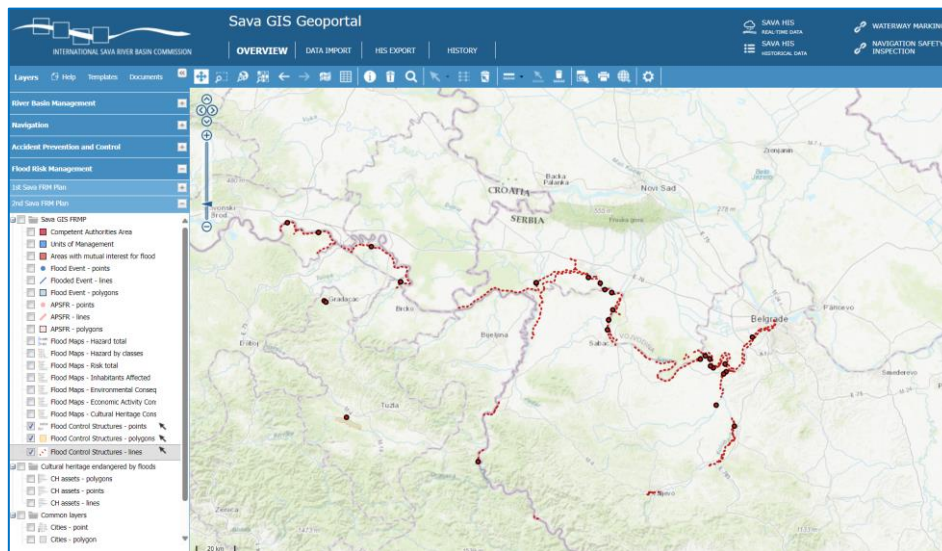 Sava GIS Geoportal
INTERNATIONAL SAVA RIVER BASIN COMMISSION
OVERVIEW
DATA IMPORT
HIS EXPORT
HISTORY
SAVA HIS
REAL-TIME DATA
SAVA HIS
HISTORICAL DATA
WATERWAY MARKING
NAVIGATION SAFETY
INSPECTION
Layers
Help
Templates
Documents
River Basin Management
Navigation
Accident Prevention and Control
Flood Risk Management
1st Sava FRM Plan
2nd Sava FRM Plan
Sava GIS FRMP
Competent Authorities Area
Units of Management
Areas with mutual interest for flood
Flood Event - points
Flooded Event - lines
Flood Event - polygons
APSFR - points
APSFR - lines
APSFR - polygons
Flood Maps - Hazard total
Flood Maps - Hazard by classes
Flood Maps - Risk total
Flood Maps - Inhabitants Affected
Flood Maps - Environmental Conseq
Flood Maps - Economic Activity Con
Flood Maps - Cultural Heritage Cons
Flood Control Structures - points
Flood Control Structures - polygons
Flood Control Structures - lines
Cultural heritage endangered by floods
CH assets - polygons
CH assets - points
CH assets - lines
Common layers
Cities - point
Cities - polygon
Zrenjanin
Backa
Palanka
Novi Sad
CROATIA
SERBIA
Brod
Gradacac
Brcko
Bijeljina
Doboj
Sabac
Belgrade
Pancevo
Smederevo
Tuzla
Zenica
20 km